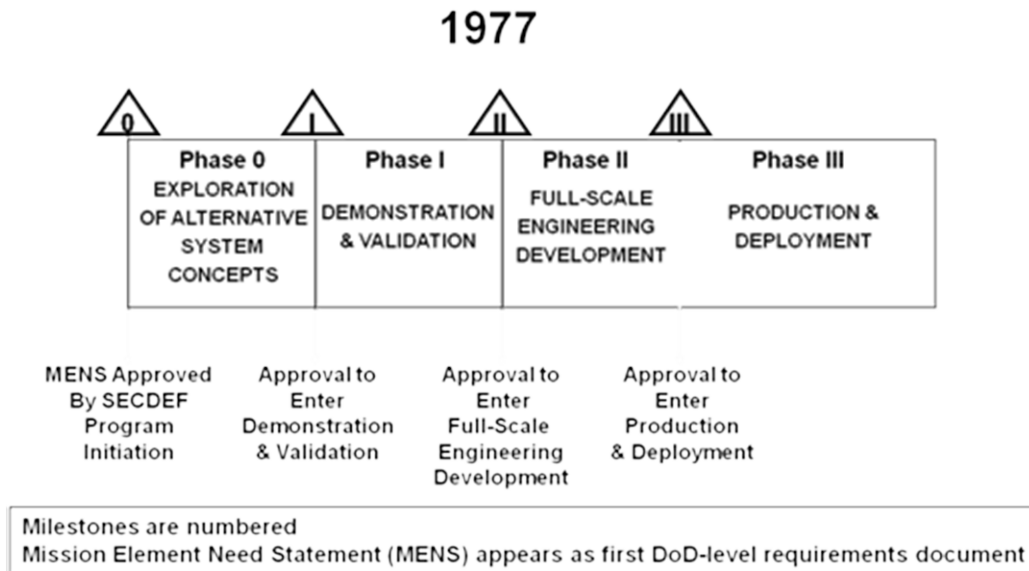 1977
0
I
II
III
Phase 0
EXPLORATION
OF ALTERNATIVE
SYSTEM
CONCEPTS
Phase I
DEMONSTRATION
& VALIDATION
Phase II
FULL-SCALE
ENGINEERING
DEVELOPMENT
Phase III
PRODUCTION &
DEPLOYMENT
MENS Approved
By SECDEF
Program
Initiation
Approval to
Enter
Demonstration
& Validation
Approval to
Enter
Full-Scale
Engineering
Development
Approval to
Enter
Production
& Deployment
Milestones are numbered
Mission Element Need Statement (MENS) appears as first DoD-level requirements document